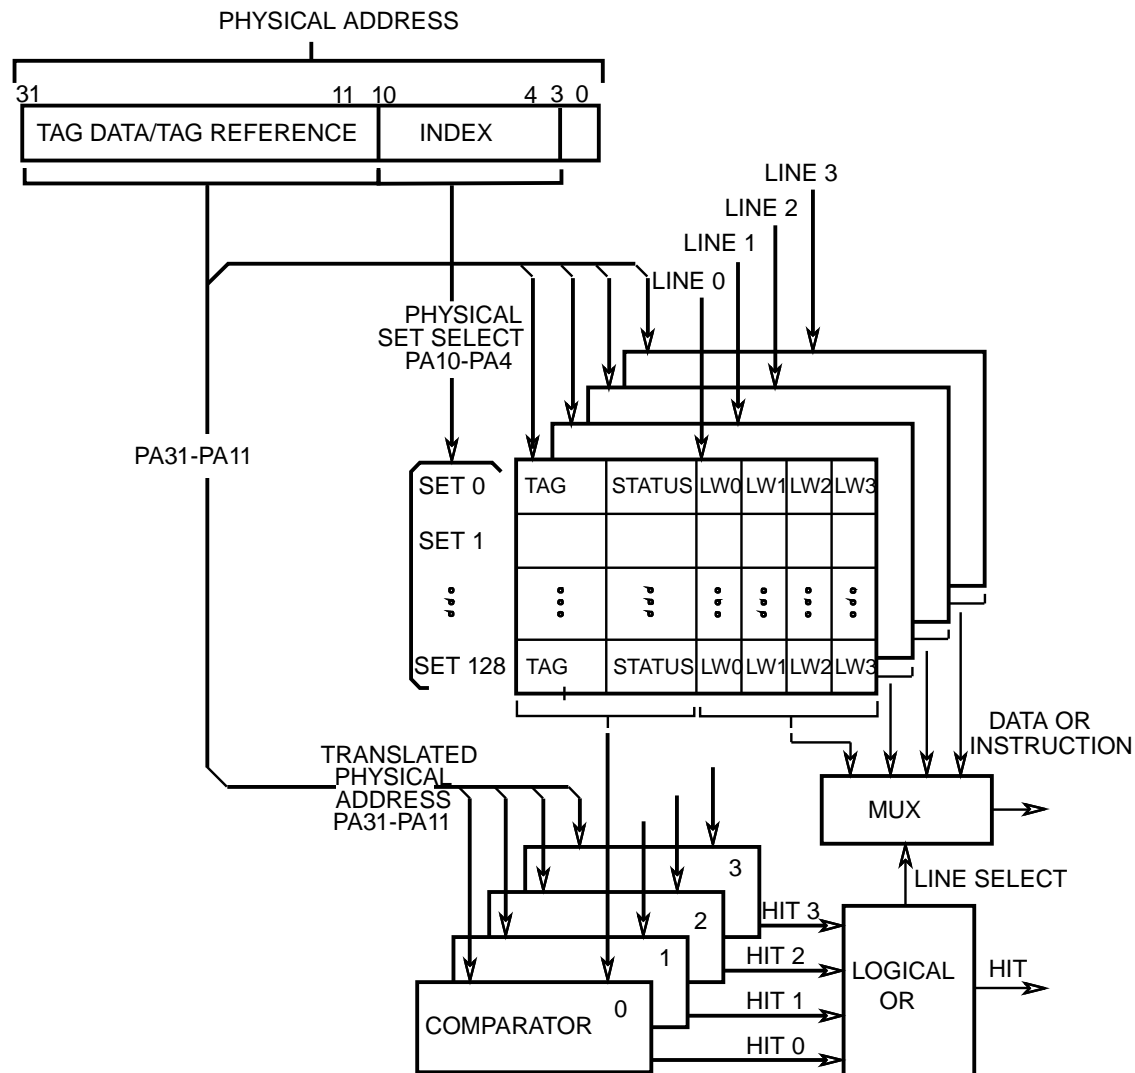 PHYSICAL ADDRESS
31 11 10 4 3 0
TAG DATA/TAG REFERENCE INDEX
LINE 3
LINE 2
LINE 1
LINE 0
PHYSICAL
SET SELECT
PA10-PA4
PA31-PA11
SET 0 TAG STATUS LW0 LW1 LW2 LW3
SET 1
SET 128 TAG STATUS LW0 LW1 LW2 LW3
DATA OR
INSTRUCTION
TRANSLATED
PHYSICAL
ADDRESS
PA31-PA11
MUX
3
LINE SELECT
2
HIT 3
1
HIT 2
LOGICAL
OR
HIT
0
HIT 1
COMPARATOR
HIT 0